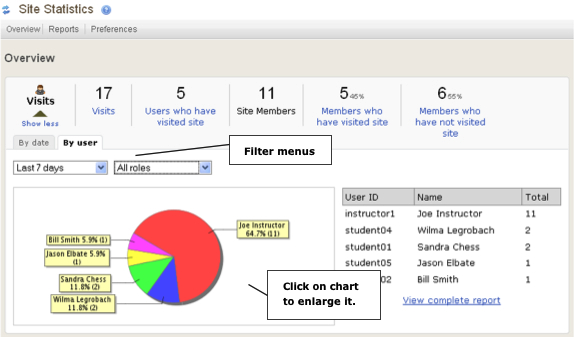 Site Statistics
Overview Reports Preferences
Overview
Visits
Show less
17
Visits
5
Users who have
visited site
11
Site Members
5 45%
Members who
have visited site
6 55%
Members who
have not visited
site
By date By user
Filter menus
Last 7 days All roles
Joe Instructor
64.7% (11)
Bill Smith 5.9% (1)
Jason Elbate 5.9%
(1)
Sandra Chess
11.8% (2)
Wilma Legrobach
11.8% (2)
Click on chart
to enlarge it.
User ID Name Total
instructor1 Joe Instructor 11
student04 Wilma Legrobach 2
student01 Sandra Chess 2
student05 Jason Elbate 1
02 Bill Smith 1
View complete report